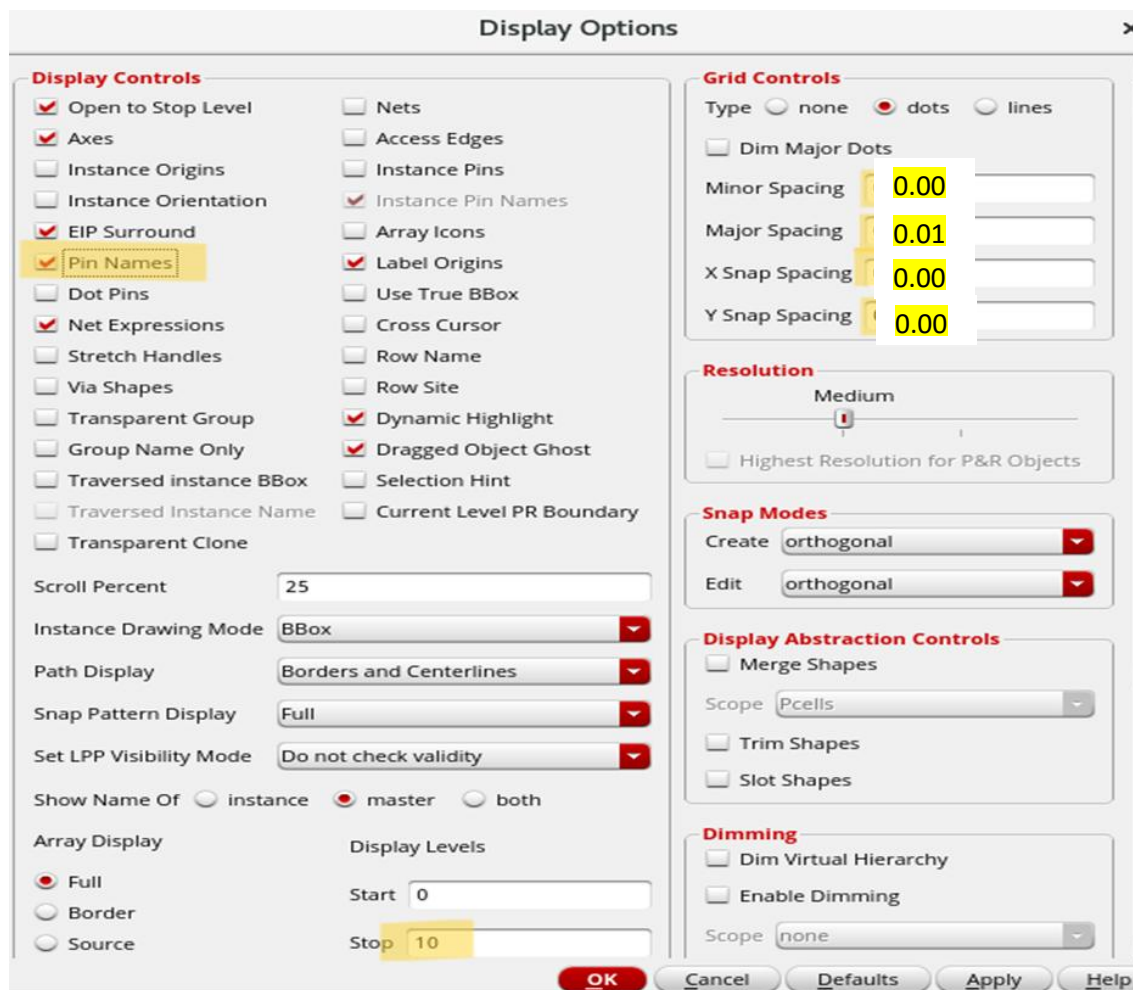 Display Options
Display Controls
Open to Stop Level
Nets
Axes
Access Edges
Instance Origins
Instance Pins
Instance Orientation
Instance Pin Names
EIP Surround
Array Icons
Pin Names
Label Origins
Dot Pins
Use True BBox
Net Expressions
Cross Cursor
Stretch Handles
Row Name
Via Shapes
Row Site
Transparent Group
Dynamic Highlight
Group Name Only
Dragged Object Ghost
Traversed instance BBox
Selection Hint
Traversed Instance Name
Current Level PR Boundary
Transparent Clone
Scroll Percent 25
Instance Drawing Mode BBox
Path Display Borders and Centerlines
Snap Pattern Display Full
Set LPP Visibility Mode Do not check validity
Show Name Of instance master both
Array Display
Full
Border
Source
Display Levels
Start 0
Stop 10
Grid Controls
Type none dots lines
Dim Major Dots
Minor Spacing 0.00
Major Spacing 0.01
X Snap Spacing 0.00
Y Snap Spacing 0.00
Resolution
Medium
Highest Resolution for P&R Objects
Snap Modes
Create orthogonal
Edit orthogonal
Display Abstraction Controls
Merge Shapes
Scope Pcells
Trim Shapes
Slot Shapes
Dimming
Dim Virtual Hierarchy
Enable Dimming
Scope none
OK Cancel Defaults Apply Help